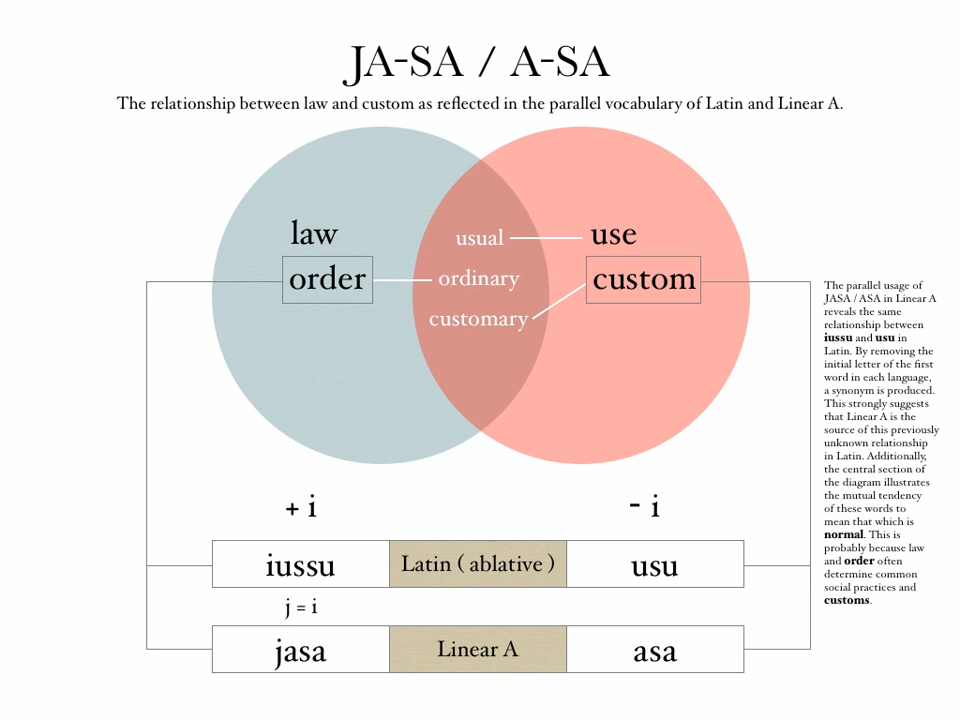 JA-SA / A-SA
The relationship between law and custom as reflected in the parallel vocabulary of Latin and Linear A.
law
order
usual
ordinary
customary
use
custom
The parallel usage of
JASA / ASA in Linear A
reveals the same
relationship between
iussu and usu in
Latin. By removing the
initial letter of the first
word in each language,
a synonym is produced.
This strongly suggests
that Linear A is the
source of this previously
unknown relationship
in Latin. Additionally,
the central section of
the diagram illustrates
the mutual tendency
of these words to
mean that which is
normal. This is
probably because law
and order often
determine common
social practices and
customs.
+ i
- i
iussu
Latin ( ablative )
usu
j = i
jasa
Linear A
asa